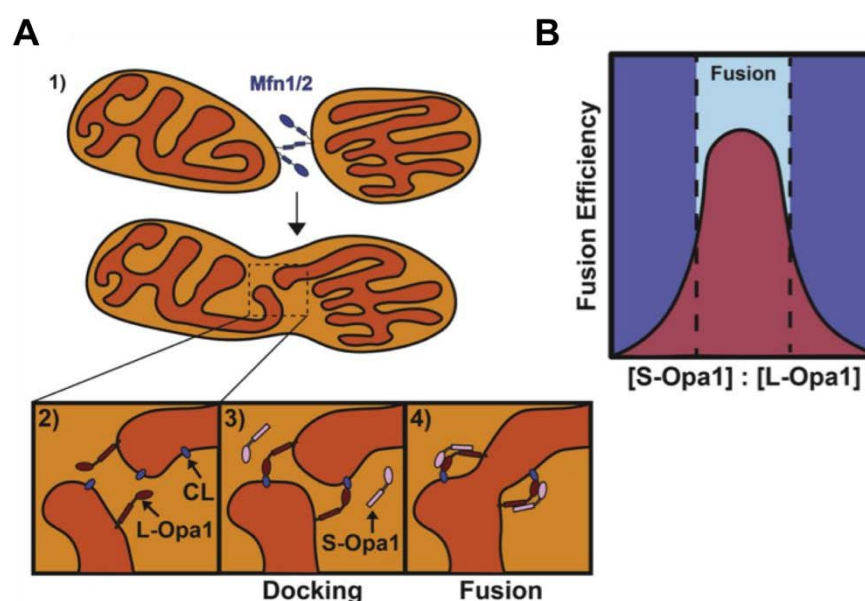 A
1)
Mfn1/2
2)
CL
L-Opa1
3)
S-Opa1
4)
Docking
Fusion
B
Fusion
Fusion Efficiency
[S-Opa1] : [L-Opa1]